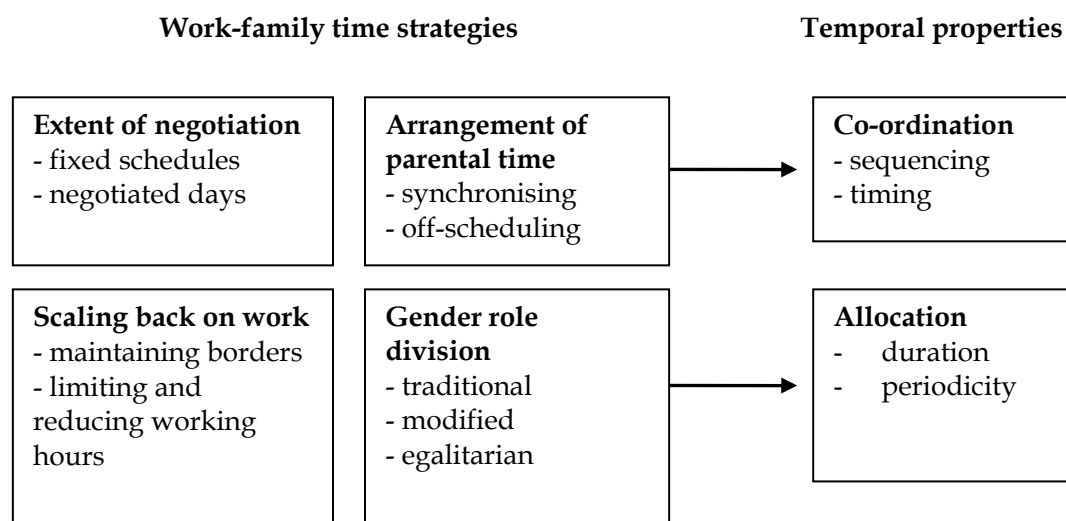 Work-family time strategies
Temporal properties
Extent of negotiation
- fixed schedules
- negotiated days
Arrangement of
parental time
- synchronising
- off-scheduling
Co-ordination
- sequencing
- timing
Scaling back on work
- maintaining borders
- limiting and
reducing working
hours
Gender role
division
- traditional
- modified
- egalitarian
Allocation
- duration
- periodicity